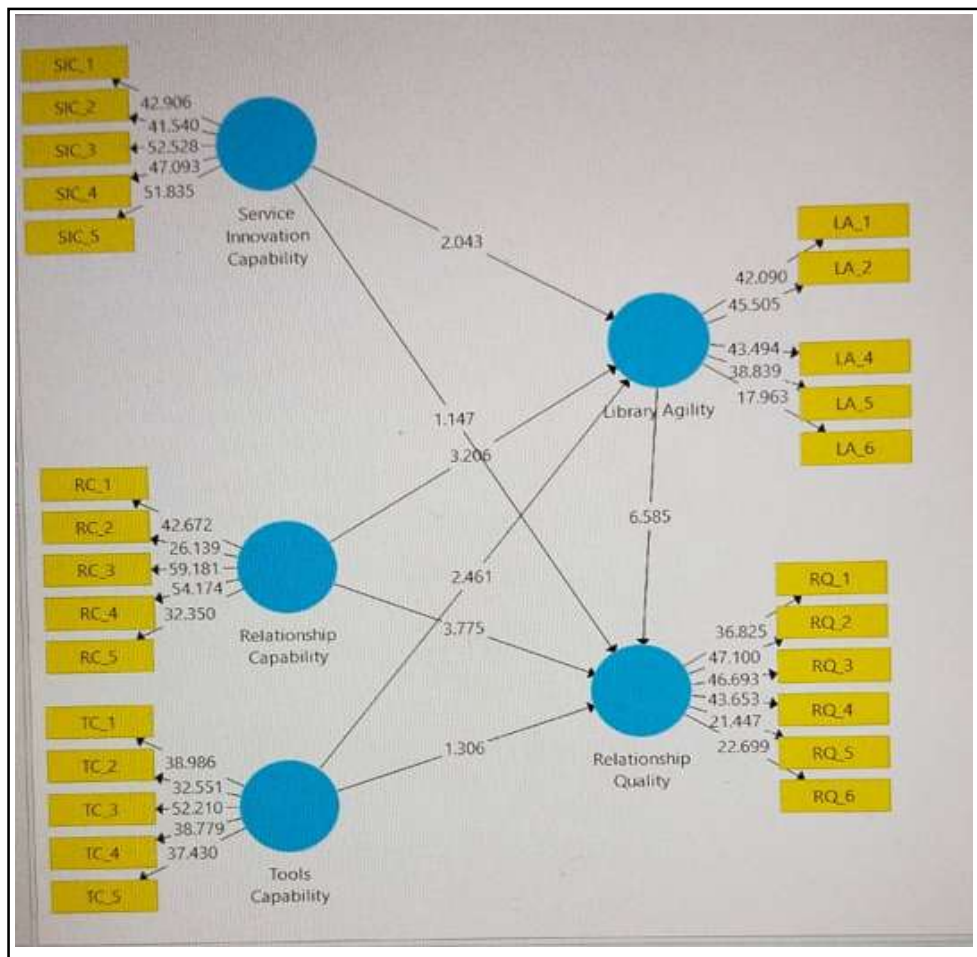 SIC_1
SIC_2
SIC_3
SIC_4
SIC_5
42.906
41.540
52.528
47.093
51.835
Service
Innovation
Capability
2.043
1.147
LA_1
LA_2
LA_4
LA_5
LA_6
42.090
45.505
43.494
38.839
17.963
Library Agility
3.206
6.585
RC_1
RC_2
RC_3
RC_4
RC_5
42.672
26.139
59.181
54.174
32.350
Relationship
Capability
2.461
3.775
RQ_1
RQ_2
RQ_3
RQ_4
RQ_5
RQ_6
36.825
47.100
46.693
43.653
21.447
22.699
Relationship
Quality
TC_1
TC_2
TC_3
TC_4
TC_5
38.986
32.551
52.210
38.779
37.430
Tools
Capability
1.306